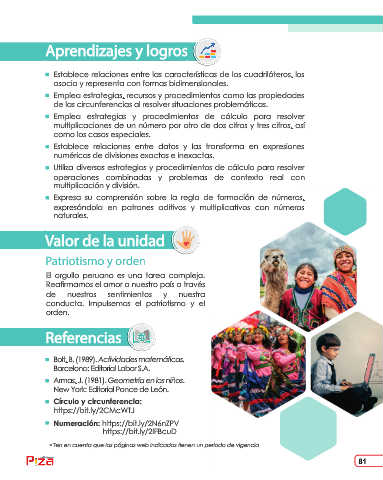 Aprendizajes y logros
Establece relaciones entre las características de los cuadriláteros, los
asocia y representa con formas bidimensionales.
Emplea estrategias, recursos y procedimientos como las propiedades
de las circunferencias al resolver situaciones problemáticas.
Emplea estrategias y procedimientos de cálculo para resolver
multiplicaciones de un número por otro de dos cifras y tres cifras, así
como los casos especiales.
Establece relaciones entre datos y las transforma en expresiones
numéricas de divisiones exactas e inexactas.
Utiliza diversas estrategias y procedimientos de cálculo para resolver
operaciones combinadas y problemas de contexto real con
multiplicación y división.
Expresa su comprensión sobre la regla de formación de números,
expresándola en patrones aditivos y multiplicativos con números
naturales.
Valor de la unidad
Patriotismo y orden
El orgullo peruano es una tarea compleja.
Reafirmamos el amor a nuestro país a través
de nuestros sentimientos y nuestra
conducta. Impulsemos el patriotismo y el
orden.
Referencias
Bolt, B. (1989). Actividades matemáticas.
Barcelona: Editorial Labor S.A.
Armas, J. (1981). Geometría en los niños.
New York: Editorial Ponce de León.
Círculo y circunferencia:
https://bit.ly/2CMcWTJ
Numeración: https://bit.ly/2N6nZPV
https://bit.ly/2IFBcuD
*Ten en cuenta que las páginas web indicadas tienen un periodo de vigencia
Piza
81